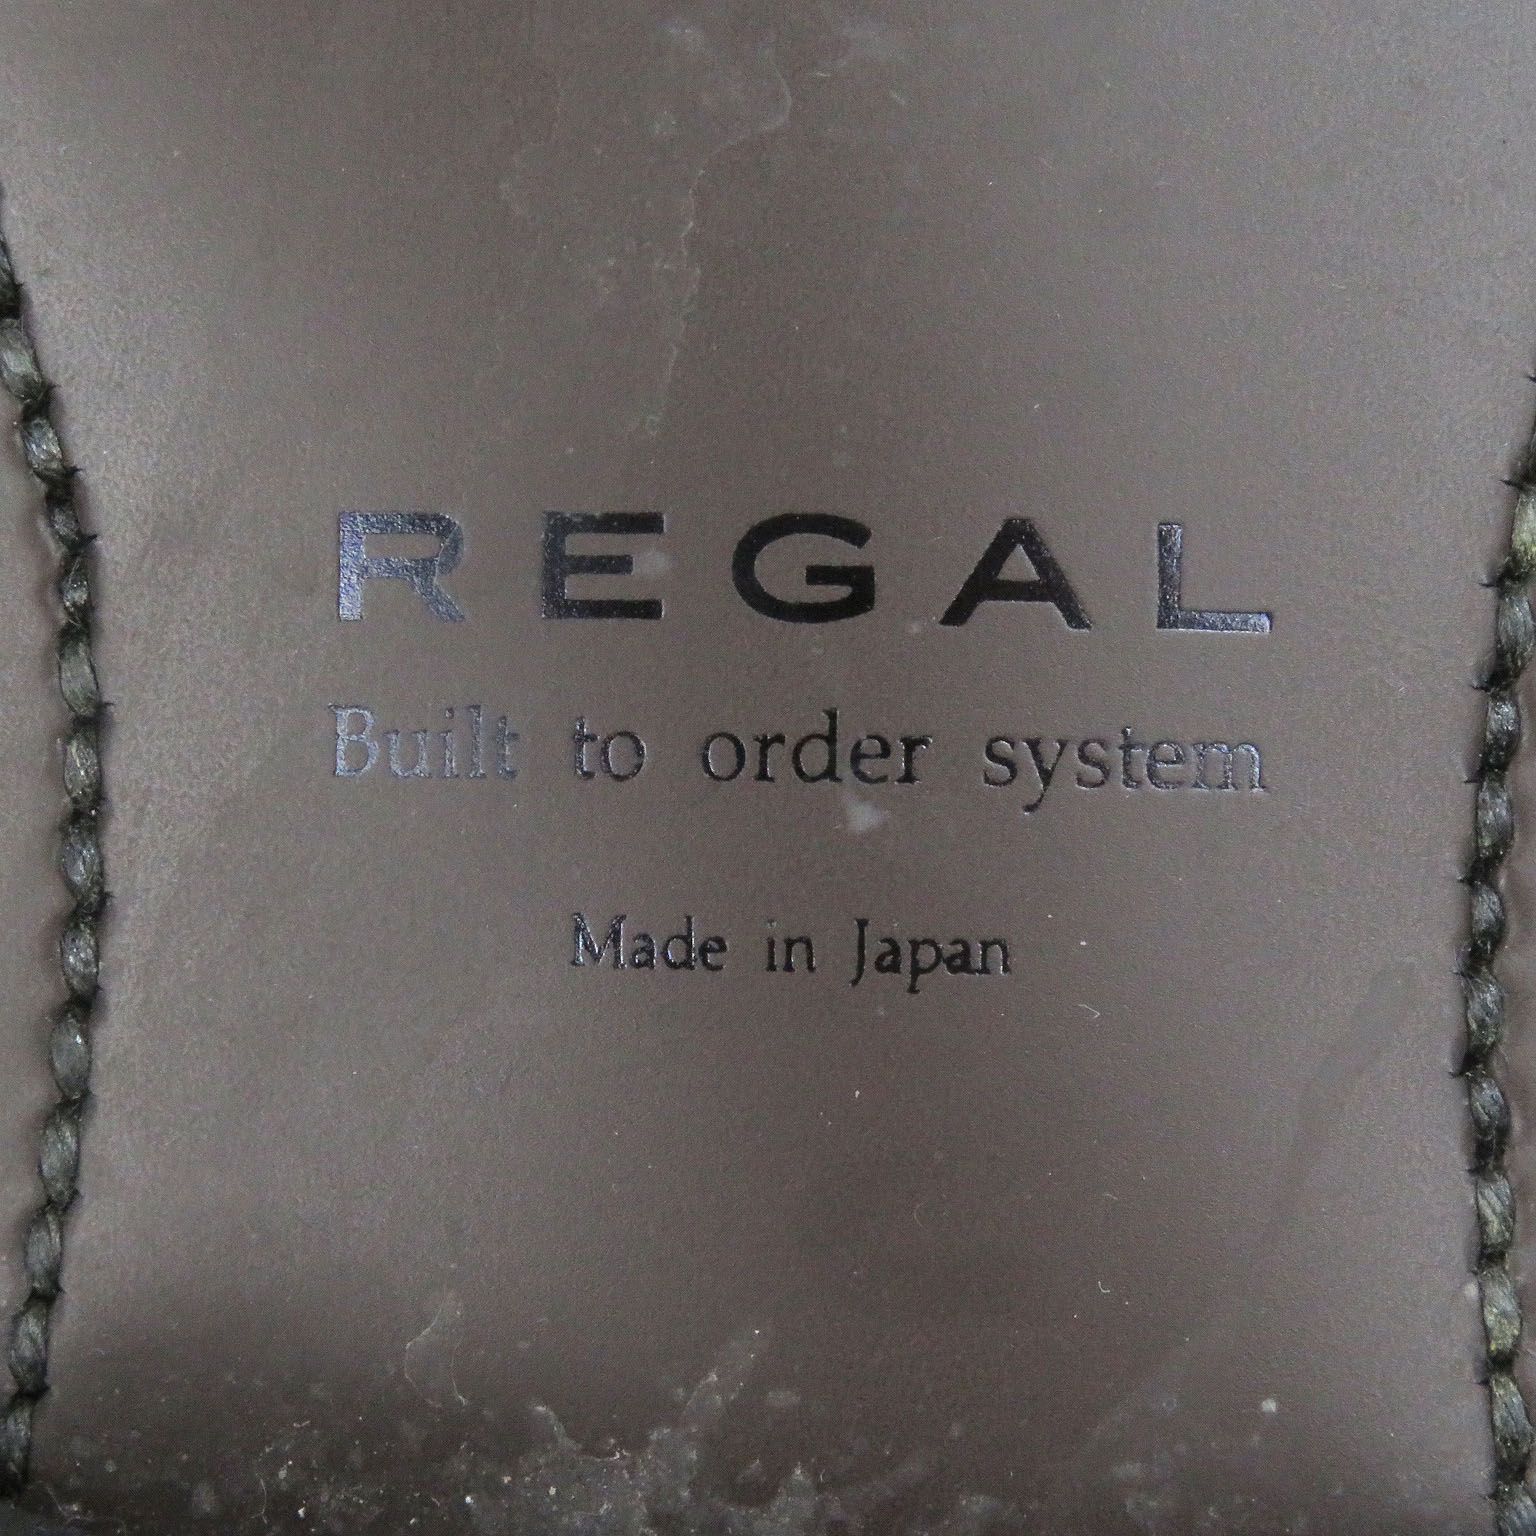 REGAL
Built to order system
Made in Japan